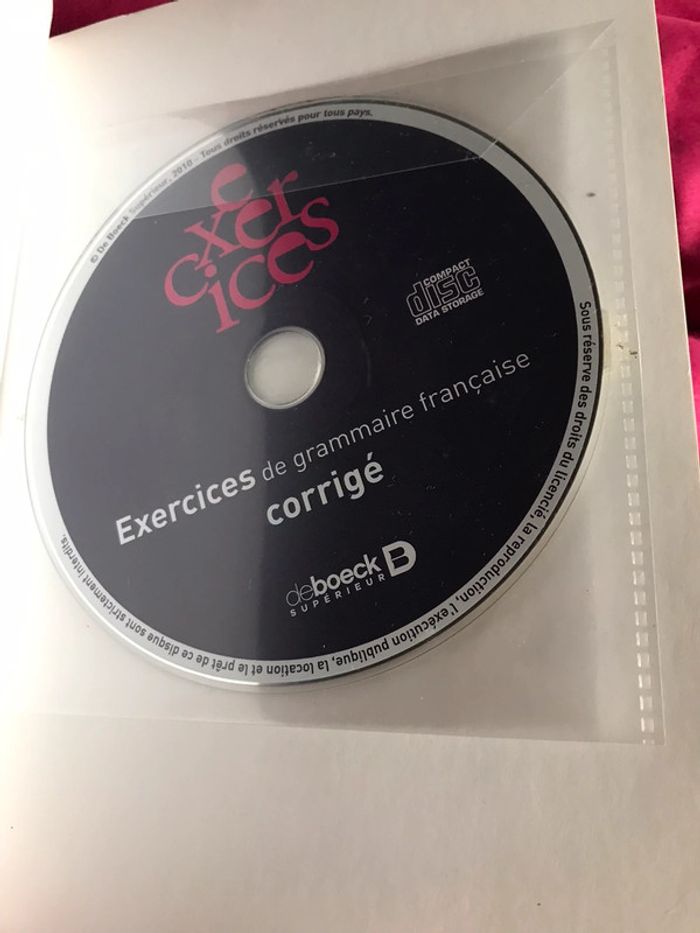 © De Boeck Supérieur, 2010 - Tous droits réservés pour tous pays.
e
xer
cices
COMPACT
disc
DATA STORAGE
Exercices de grammaire française
corrigé
deboeck B
SUPÉRIEUR
Sous réserve des droits du licencié, la reproduction, l'exécution publique, la location et le prêt de ce disque sont strictement interdits.